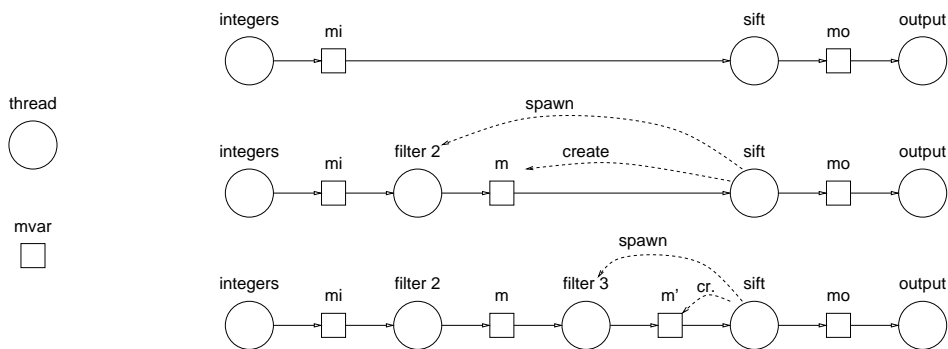 integers
mi
sift
mo
output
thread
spawn
integers
mi
filter 2
m
create
sift
mo
output
mvar
spawn
integers
mi
filter 2
m
filter 3
m'
cr.
sift
mo
output